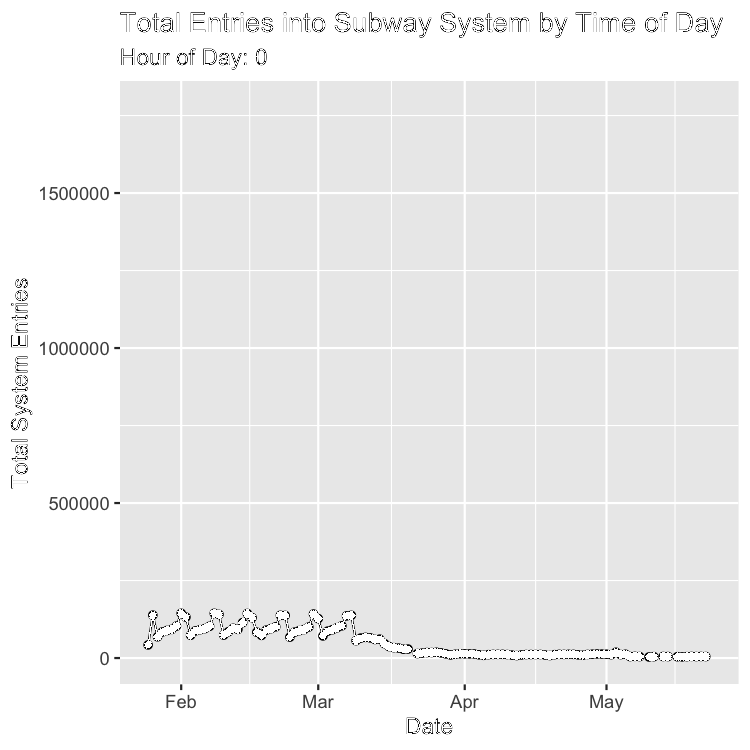 Total Entries into Subway System by Time of Day
Hour of Day: 0
1500000
1000000
500000
0
Total System Entries
Feb
Mar
Apr
May
Date